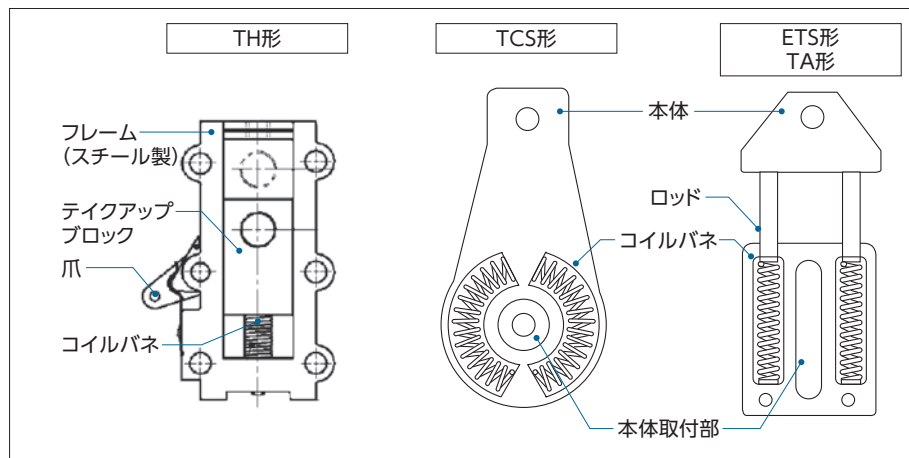 TH形
TCS形
ETS形
TA形
フレーム
(スチール製)
テイクアップ
ブロック
爪
コイルバネ
本体
ロッド
コイルバネ
本体取付部